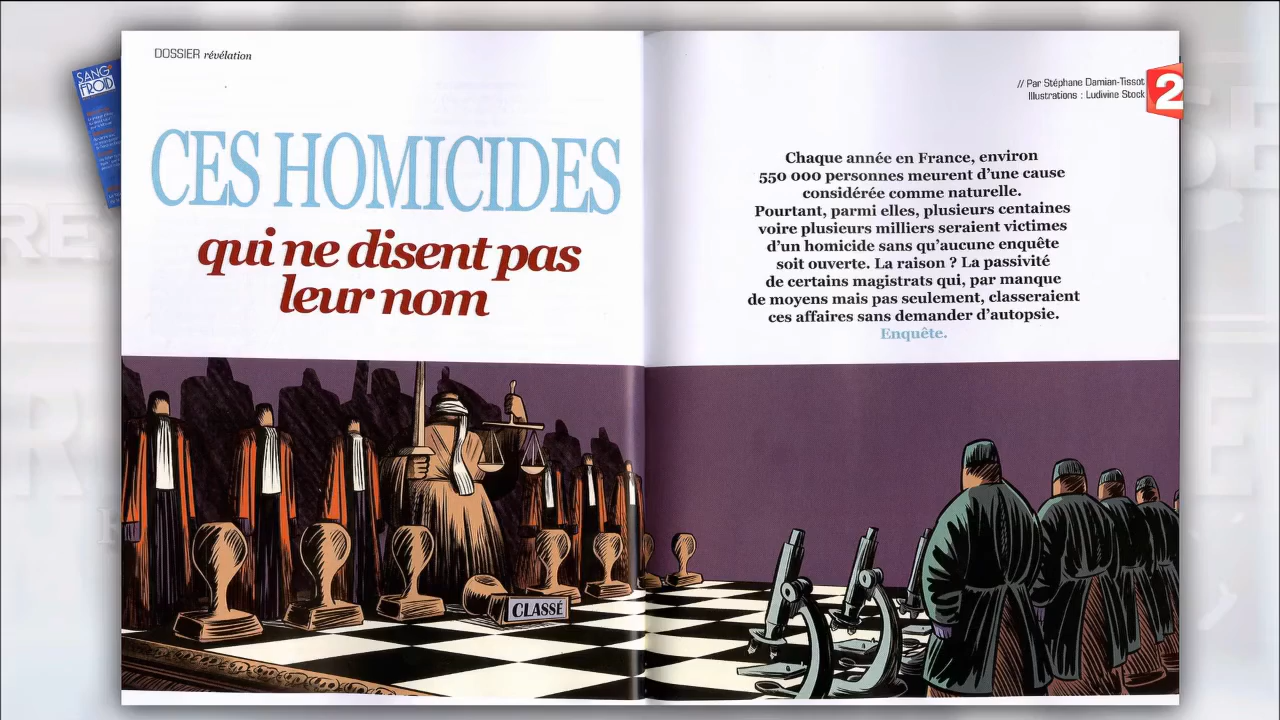 DOSSIER révélation
SANG
FROID
// Par Stéphane Damian-Tissot
Illustrations : Ludivine Stock
2
CES HOMICIDES
qui ne disent pas
leur nom
Chaque année en France, environ
550 000 personnes meurent d'une cause
considérée comme naturelle.
Pourtant, parmi elles, plusieurs centaines
voire plusieurs milliers seraient victimes
d'un homicide sans qu'aucune enquête
soit ouverte. La raison ? La passivité
de certains magistrats qui, par manque
de moyens mais pas seulement, classeraient
ces affaires sans demander d'autopsie.
Enquête.
CLASSÉ